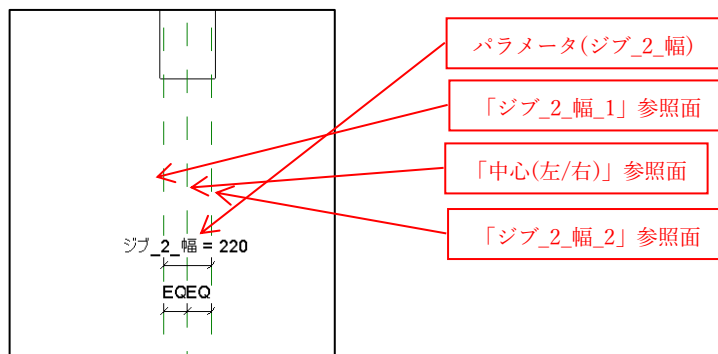 パラメータ(ジブ_2_幅)
「ジブ_2_幅_1」参照面
「中心(左/右)」参照面
「ジブ_2_幅_2」参照面
ジブ_2_幅 = 220
EQ EQ